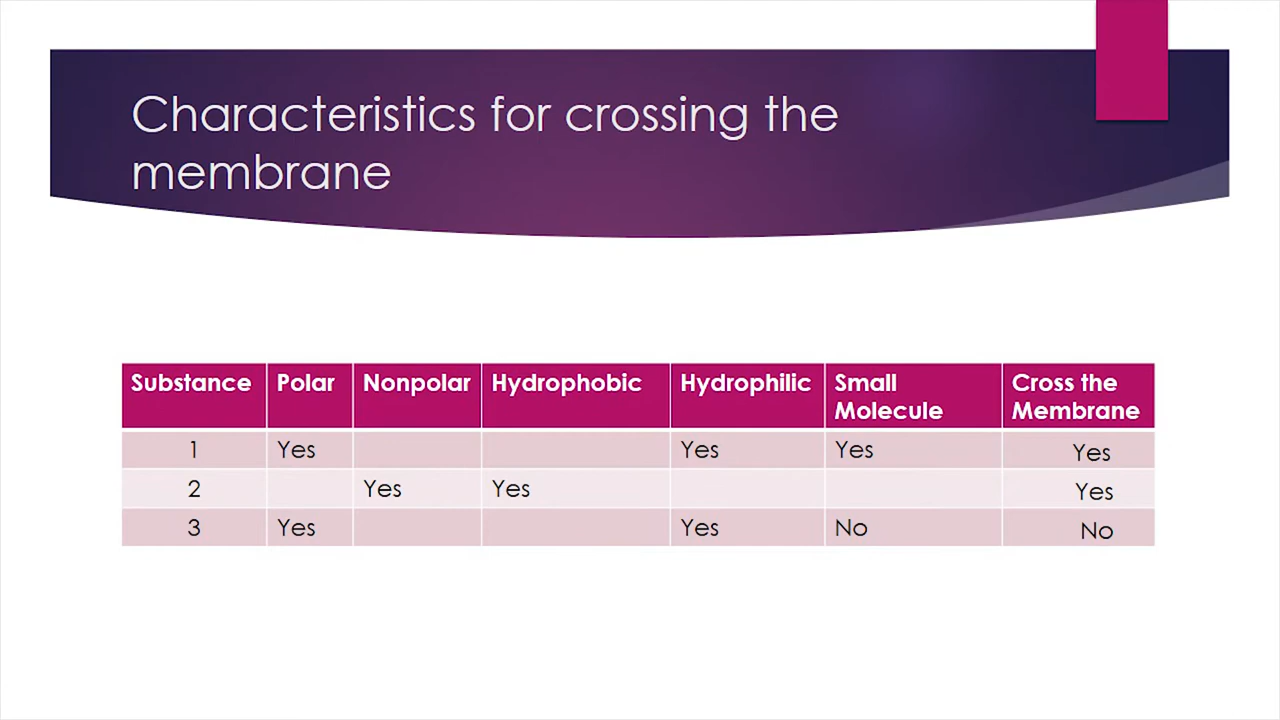 Characteristics for crossing the
membrane
Substance Polar Nonpolar Hydrophobic Hydrophilic Small Molecule Cross the Membrane
1 Yes Yes Yes Yes
2 Yes Yes Yes
3 Yes Yes No No